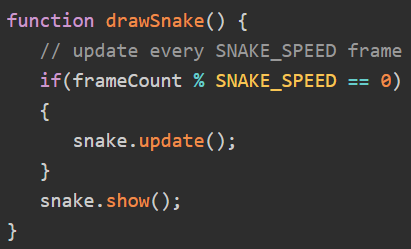 function drawSnake() {
// update every SNAKE_SPEED frame
if(frameCount % SNAKE_SPEED == 0)
{
snake.update();
}
snake.show();
}